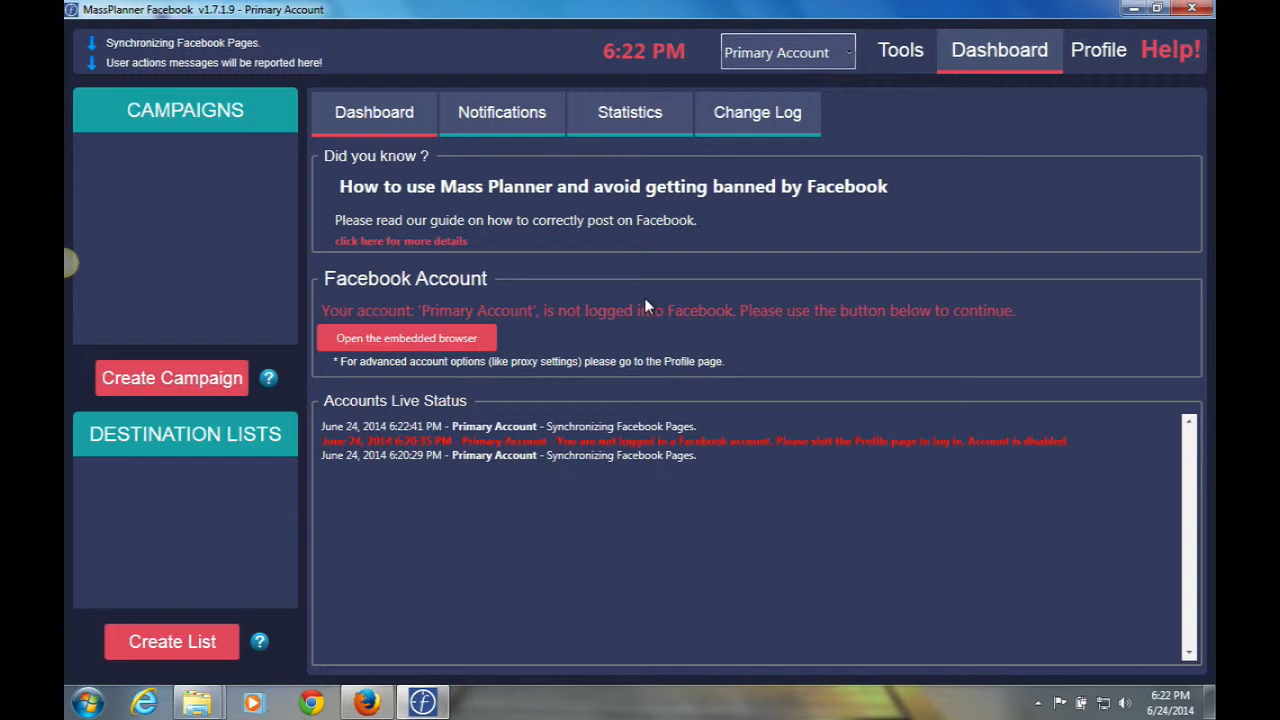 MassPlanner Facebook v1.7.1.9 - Primary Account
Synchronizing Facebook Pages.
User actions messages will be reported here!
6:22 PM
Primary Account
Tools
Dashboard
Profile
Help!
CAMPAIGNS
Create Campaign
?
DESTINATION LISTS
Create List
?
Dashboard
Notifications
Statistics
Change Log
Did you know ?
How to use Mass Planner and avoid getting banned by Facebook
Please read our guide on how to correctly post on Facebook.
click here for more details
Facebook Account
Your account: 'Primary Account', is not logged into Facebook. Please use the button below to continue.
Open the embedded browser
* For advanced account options (like proxy settings) please go to the Profile page.
Accounts Live Status
June 24, 2014 6:22:41 PM - Primary Account - Synchronizing Facebook Pages.
June 24, 2014 6:20:35 PM - Primary Account - You are not logged in a Facebook account. Please visit the Profile page to log in. Account is disabled.
June 24, 2014 6:20:29 PM - Primary Account - Synchronizing Facebook Pages.
6:22 PM
6/24/2014